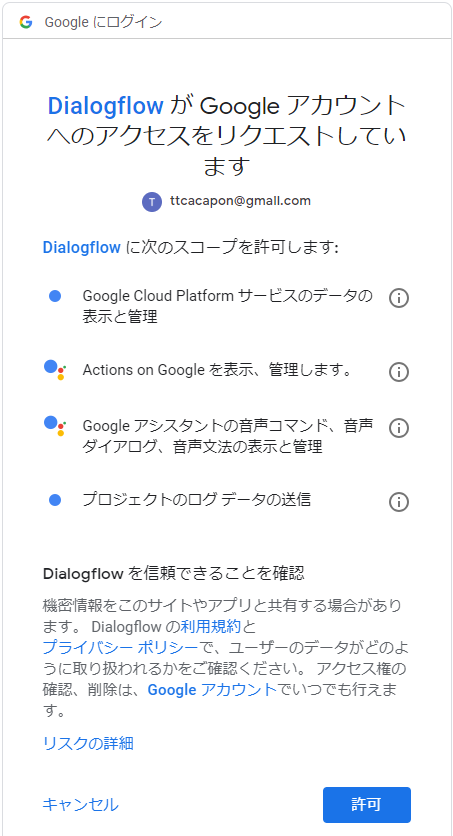 Google にログイン
Dialogflow が Google アカウント
へのアクセスをリクエストしてい
ます
T ttcacapon@gmail.com
Dialogflow に次のスコープを許可します:
Google Cloud Platform サービスのデータの
表示と管理
Actions on Google を表示、管理します。
Google アシスタントの音声コマンド、音声
ダイアログ、音声文法の表示と管理
プロジェクトのログ データの送信
Dialogflow を信頼できることを確認
機密情報をこのサイトやアプリと共有する場合があり
ます。 Dialogflow の利用規約と
プライバシー ポリシーで、ユーザーのデータがどのよ
うに取り扱われるかをご確認ください。 アクセス権の
確認、削除は、Google アカウントでいつでも行えま
す。
リスクの詳細
キャンセル 許可